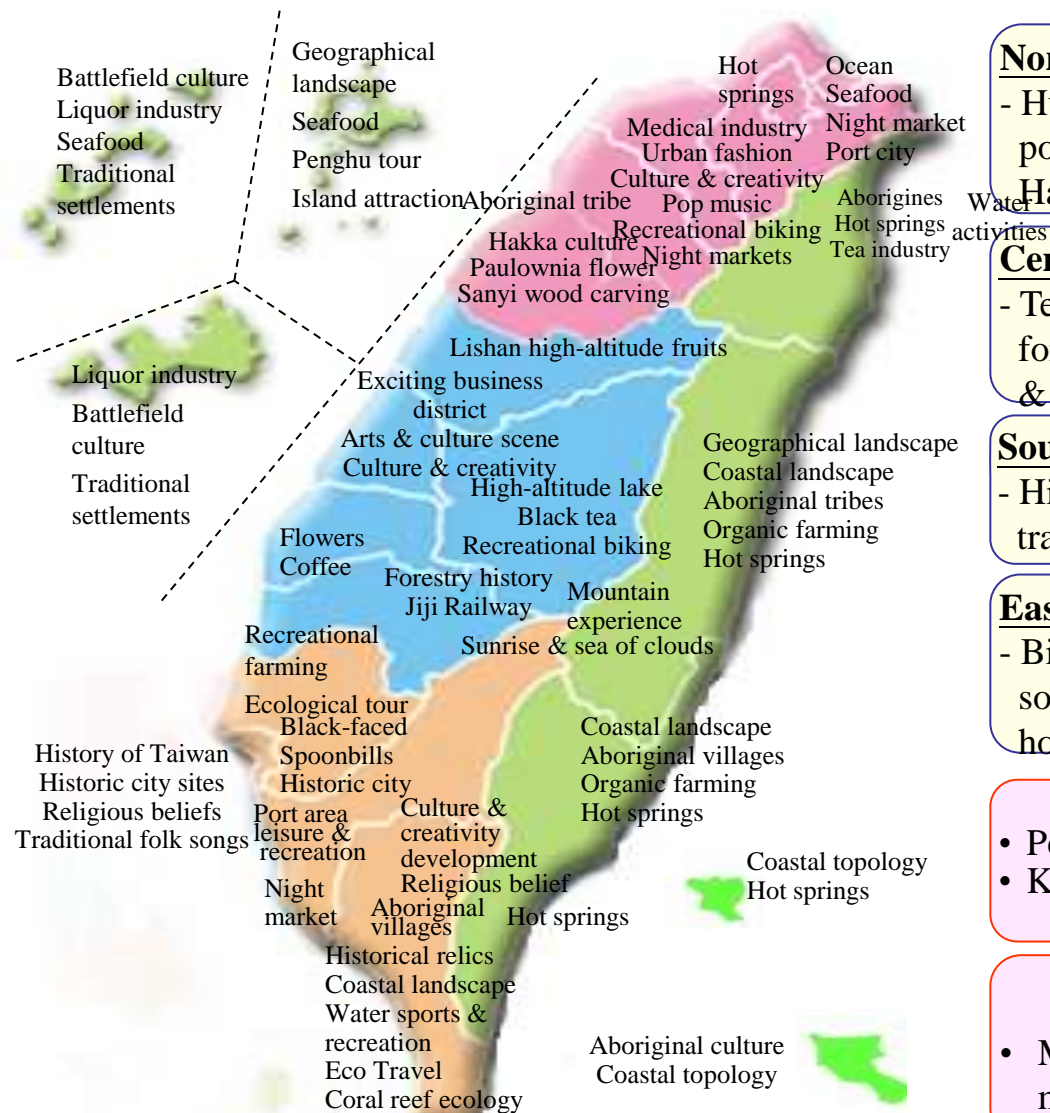 Battlefield culture
Liquor industry
Seafood
Traditional
settlements
Geographical
landscape
Seafood
Penghu tour
Island attraction
Liquor industry
Battlefield
culture
Traditional
settlements
Hot
springs
Ocean
Seafood
Night market
Port city
Medical industry
Urban fashion
Culture & creativity
Pop music
Recreational biking
Night markets
Aboriginal tribe
Hakka culture
Paulownia flower
Sanyi wood carving
Aborigines
Hot springs
Tea industry
Water
activities
Lishan high-altitude fruits
Exciting business
district
Arts & culture scene
Culture & creativity
High-altitude lake
Black tea
Recreational biking
Flowers
Coffee
Forestry history
Jiji Railway
Mountain
experience
Sunrise & sea of clouds
Geographical landscape
Coastal landscape
Aboriginal tribes
Organic farming
Hot springs
Recreational
farming
Ecological tour
Black-faced
Spoonbills
Historic city
History of Taiwan
Historic city sites
Religious beliefs
Traditional folk songs
Port area
leisure &
recreation
Night
market
Culture &
creativity
development
Religious belief
Aboriginal
villages
Historical relics
Coastal landscape
Water sports &
recreation
Eco Travel
Coral reef ecology
Coastal landscape
Aboriginal villages
Organic farming
Hot springs
Hot springs
Coastal topology
Hot springs
Aboriginal culture
Coastal topology
&